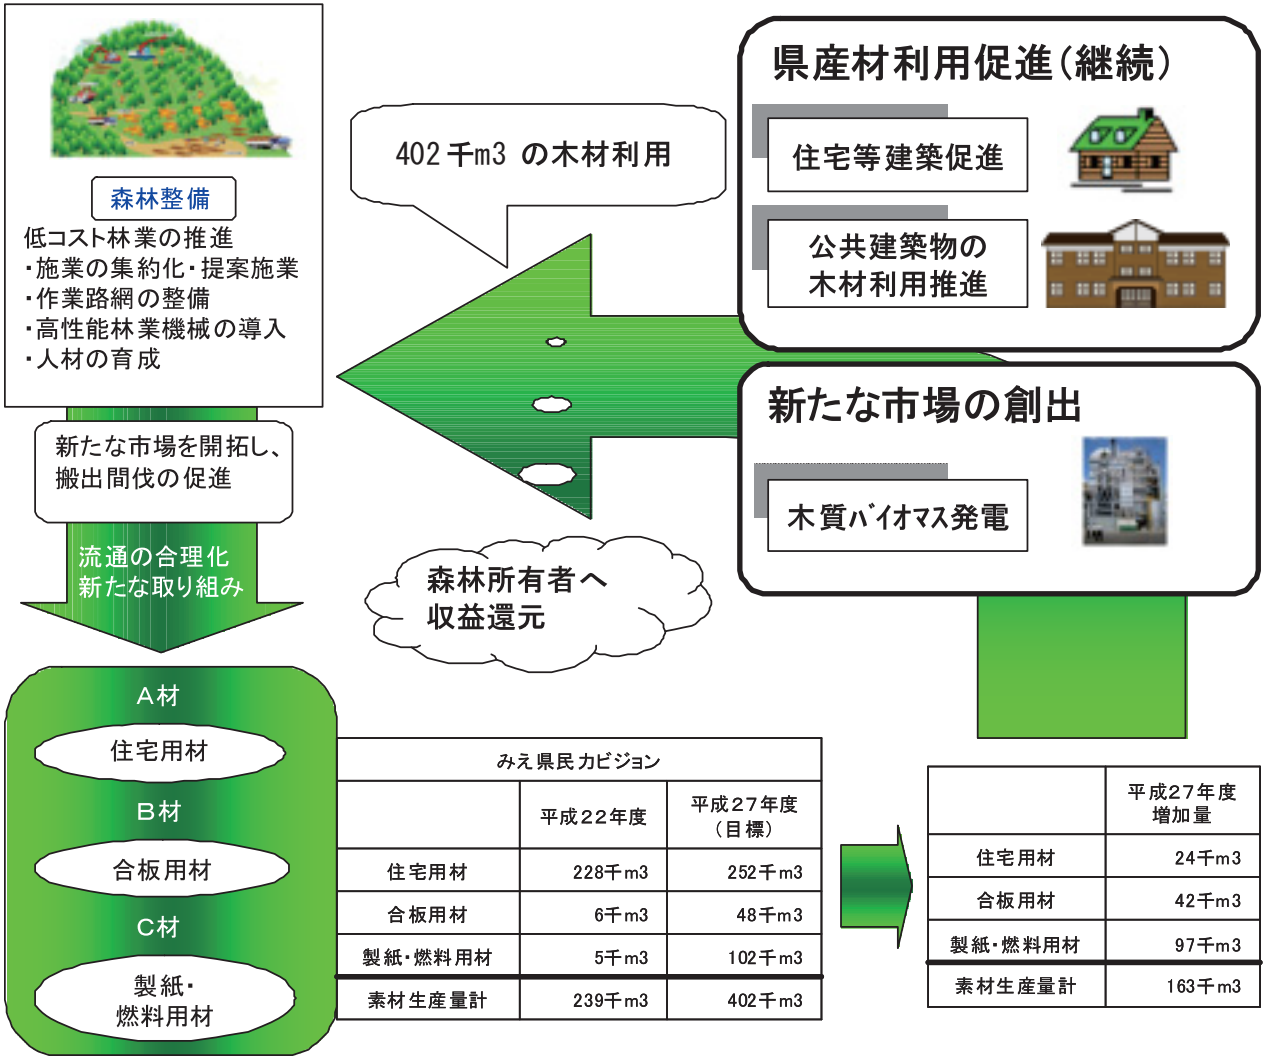 森林整備
低コスト林業の推進
・施業の集約化・提案施業
・作業路網の整備
・高性能林業機械の導入
・人材の育成
新たな市場を開拓し、
搬出間伐の促進
流通の合理化
新たな取り組み
402千m3 の木材利用
県産材利用促進(継続)
住宅等建築促進
公共建築物の
木材利用推進
新たな市場の創出
木質バイオマス発電
森林所有者へ
収益還元
A材
住宅用材
B材
合板用材
C材
製紙・
燃料用材
みえ県民力ビジョン
平成22年度 平成27年度
(目標)
住宅用材 228千m3 252千m3
合板用材 6千m3 48千m3
製紙・燃料用材 5千m3 102千m3
素材生産量計 239千m3 402千m3
平成27年度
増加量
住宅用材 24千m3
合板用材 42千m3
製紙・燃料用材 97千m3
素材生産量計 163千m3